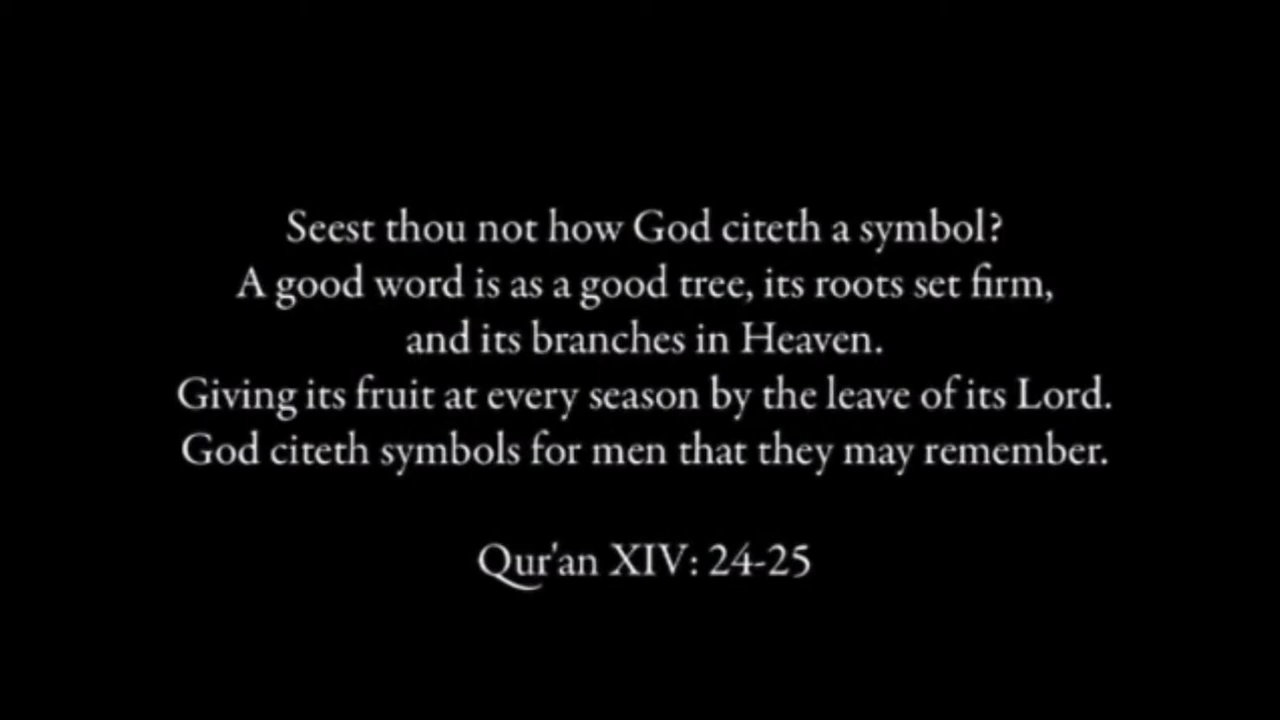 Seest thou not how God citeth a symbol?
A good word is as a good tree, its roots set firm,
and its branches in Heaven.
Giving its fruit at every season by the leave of its Lord.
God citeth symbols for men that they may remember.
Qur'an XIV: 24-25